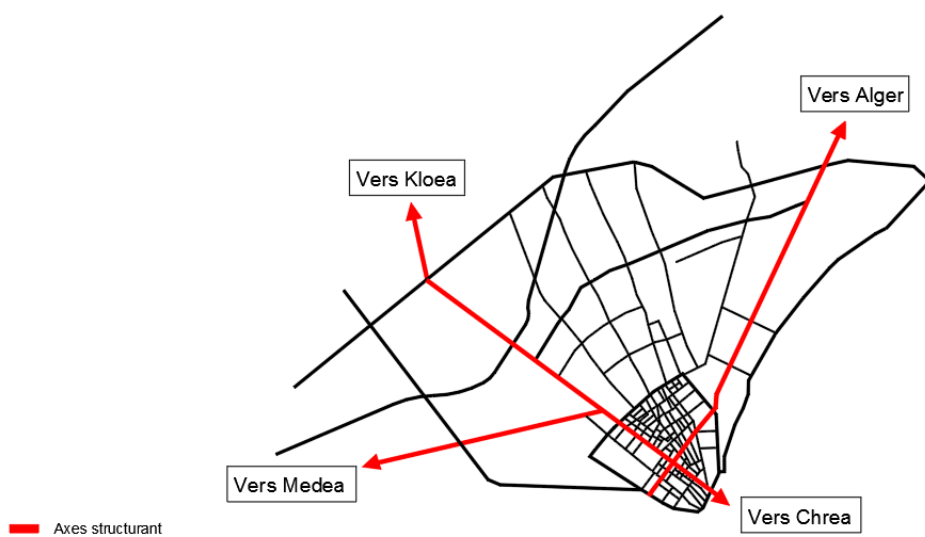 Vers Alger
Vers Kloea
Vers Medea
Vers Chrea
Axes structurant